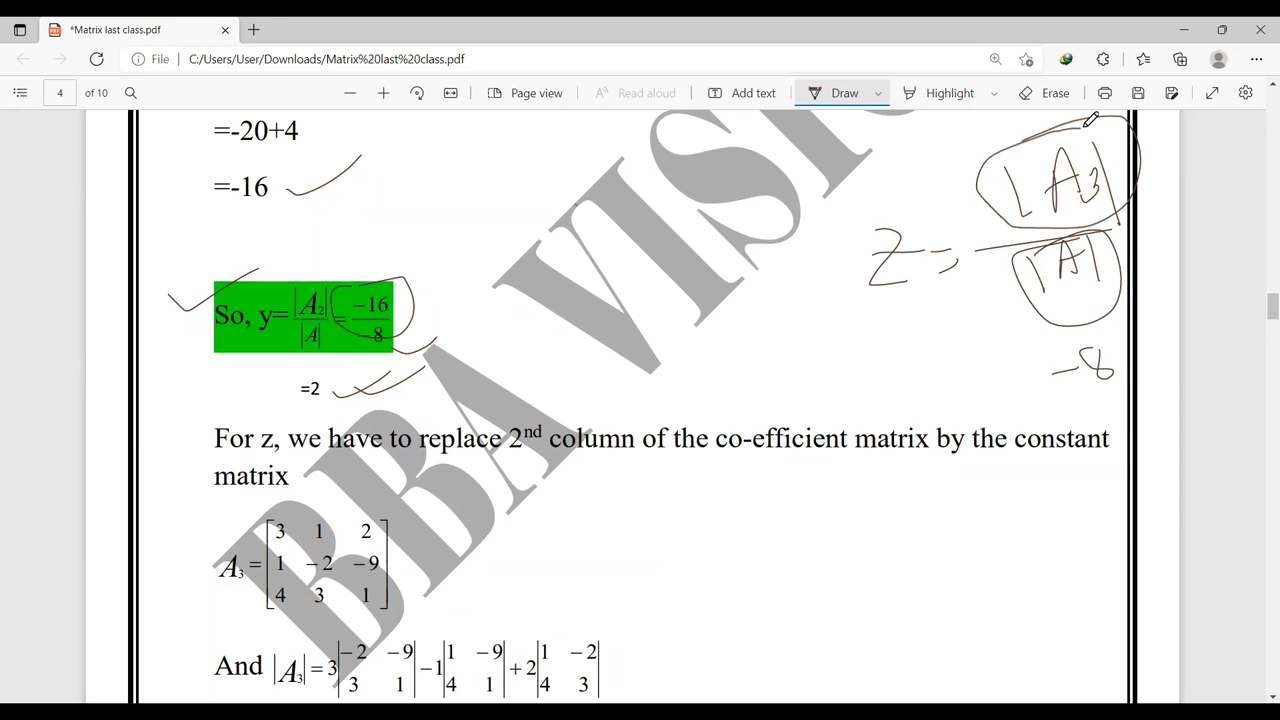 *Matrix last class.pdf
File C:/Users/User/Downloads/Matrix%20last%20class.pdf
4 of 10 Page view Read aloud Add text Draw Highlight Erase
=-20+4
=-16
z = |A3| / |A|
-8
So, y= |A₂| / |A| = -16 / -8
=2
For z, we have to replace 2nd column of the co-efficient matrix by the constant
matrix
A₃ = [3 1 2
1 -2 -9
4 3 1]
And |A₃| = 3 |-2 -9; 3 1| -1 |1 -9; 4 1| +2 |1 -2; 4 3|
BBA VISI